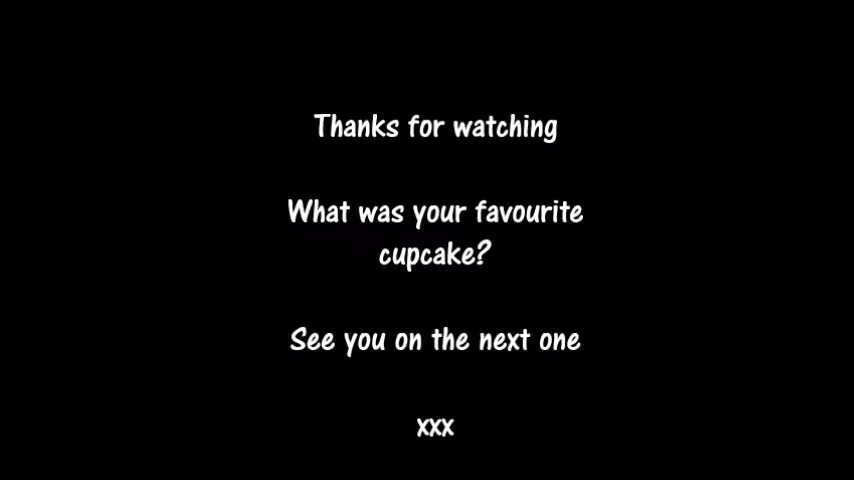 Thanks for watching
What was your favourite
cupcake?
See you on the next one
xxx